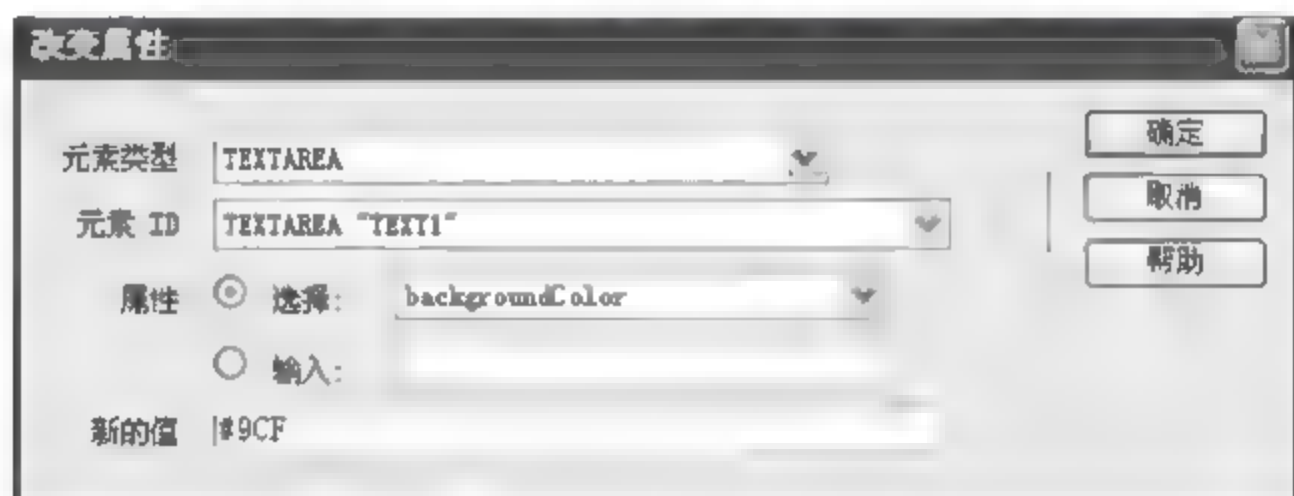 改变属性
元素类型 TEXTAREA 确定
元素 ID TEXTAREA "TEXT1" 取消
属性 选择: backgroundColor 帮助
输入:
新的值 #9CF